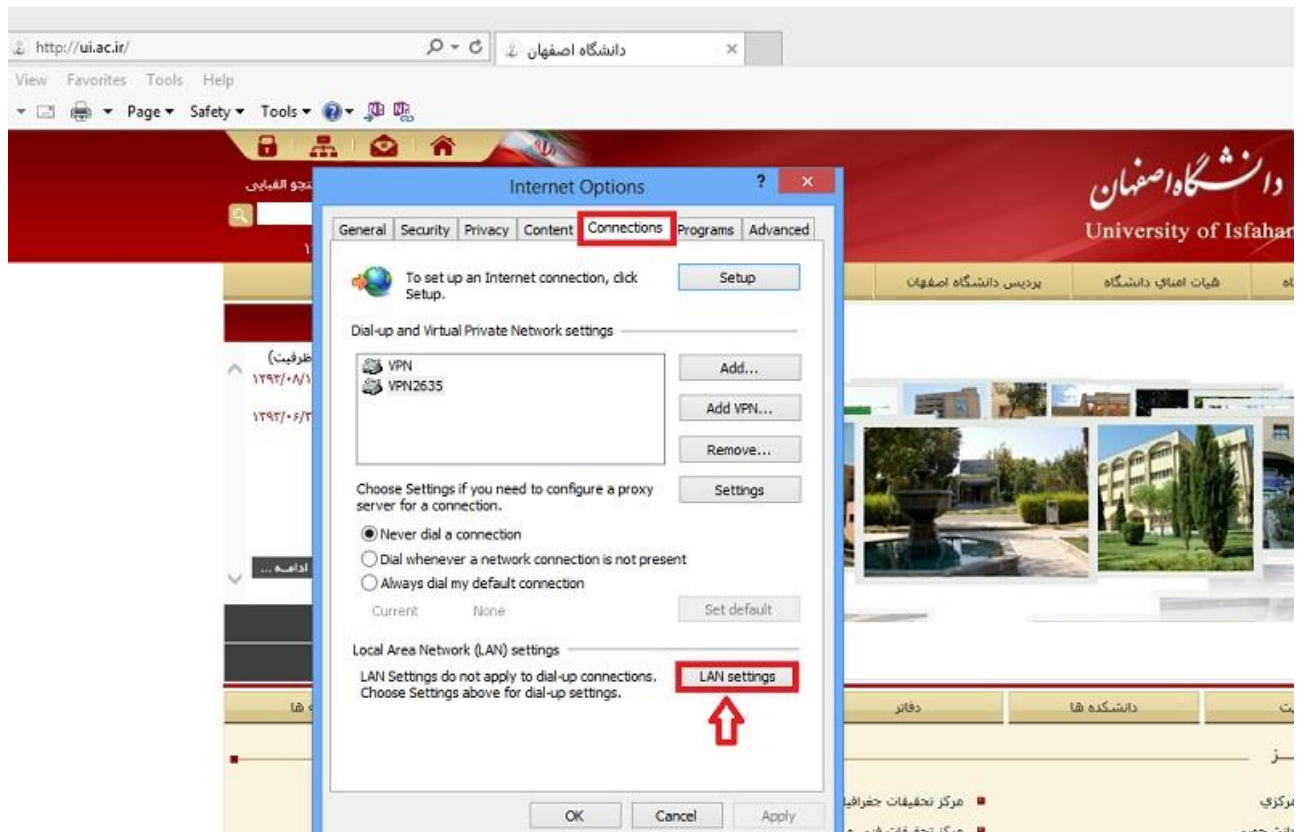 http://ui.ac.ir/
دانشگاه اصفهان
View Favorites Tools Help
Page Safety Tools
دانشگاه اصفهان
University of Isfahan
الفبایی
هیات امنای دانشگاه
پردیس دانشگاه اصفهان
Internet Options
General Security Privacy Content Connections Programs Advanced
To set up an Internet connection, click
Setup.
Setup
Dial-up and Virtual Private Network settings
VPN
VPN2635
Add...
Add VPN...
Remove...
Choose Settings if you need to configure a proxy
server for a connection.
Settings
Never dial a connection
Dial whenever a network connection is not present
Always dial my default connection
Current None
Set default
Local Area Network (LAN) settings
LAN Settings do not apply to dial-up connections.
Choose Settings above for dial-up settings.
LAN settings
OK Cancel Apply
ظرفیت)
ادامه ...
دانشکده ها
دفاتر
ها
مرکزي
مرکز تحقیقات